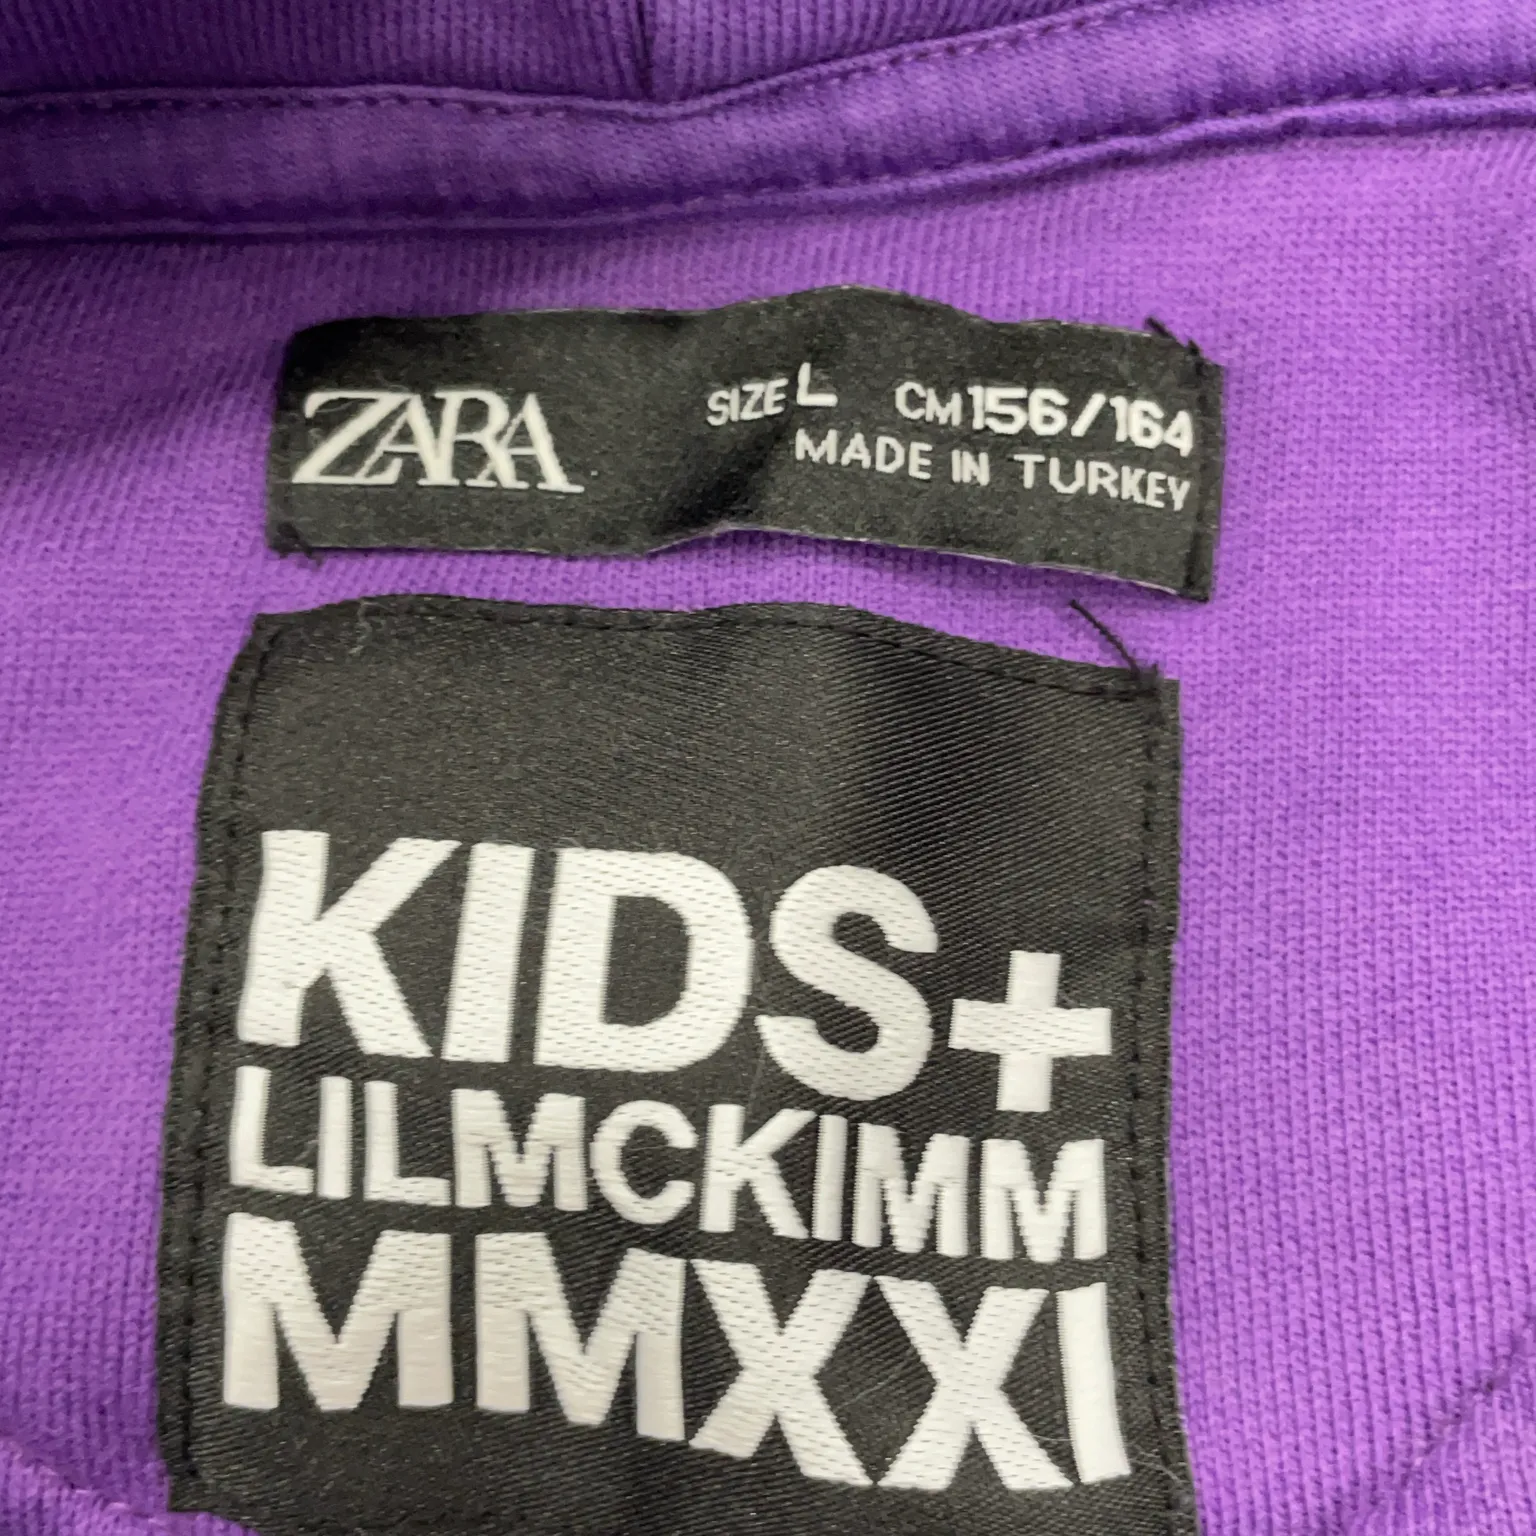 ZARA
SIZE L CM 156/164
MADE IN TURKEY
KIDS+
LILMCKIMM
MMXXI